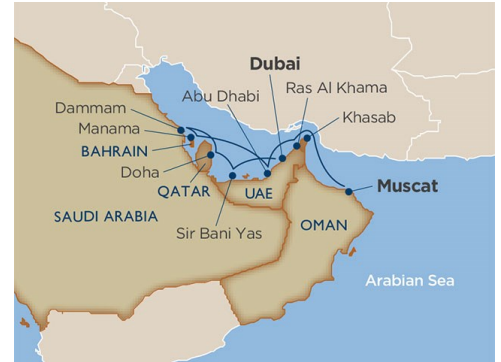 Dubai
Abu Dhabi
Ras Al Khama
Dammam
Khasab
Manama
BAHRAIN
Doha
QATAR
UAE
Muscat
SAUDI ARABIA
Sir Bani Yas
OMAN
Arabian Sea